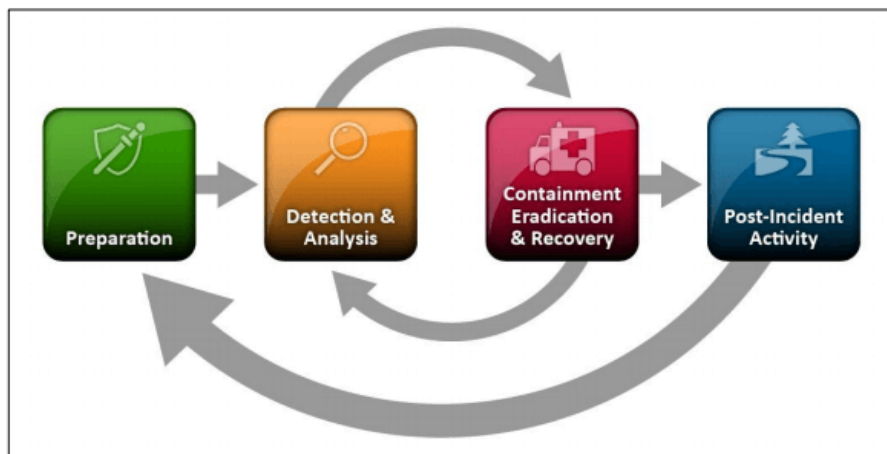 Preparation
Detection &
Analysis
Containment
Eradication
& Recovery
Post-Incident
Activity